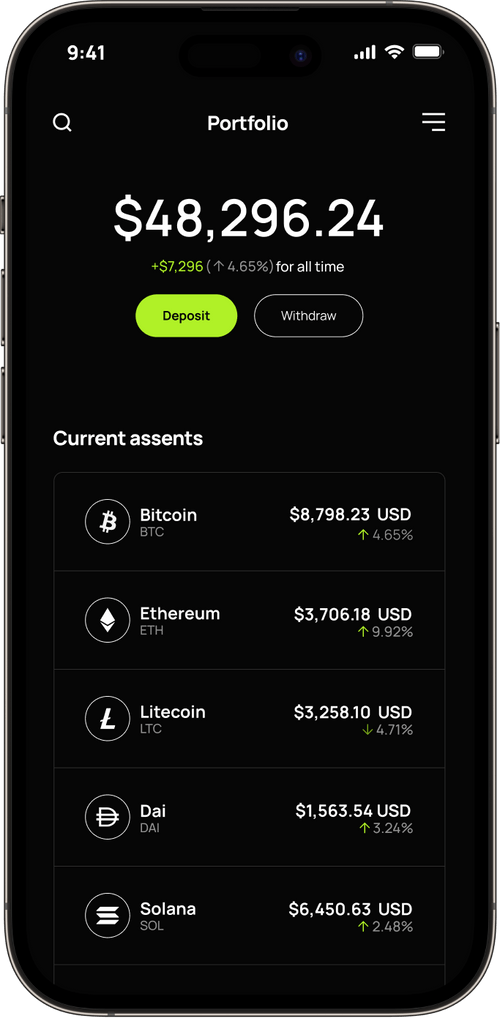 9:41
Portfolio
$48,296.24
+$7,296 (↑ 4.65%) for all time
Deposit Withdraw
Current assents
Bitcoin $8,798.23 USD
BTC ↑ 4.65%
Ethereum $3,706.18 USD
ETH ↑ 9.92%
Litecoin $3,258.10 USD
LTC ↓ 4.71%
Dai $1,563.54 USD
DAI ↑ 3.24%
Solana $6,450.63 USD
SOL ↑ 2.48%